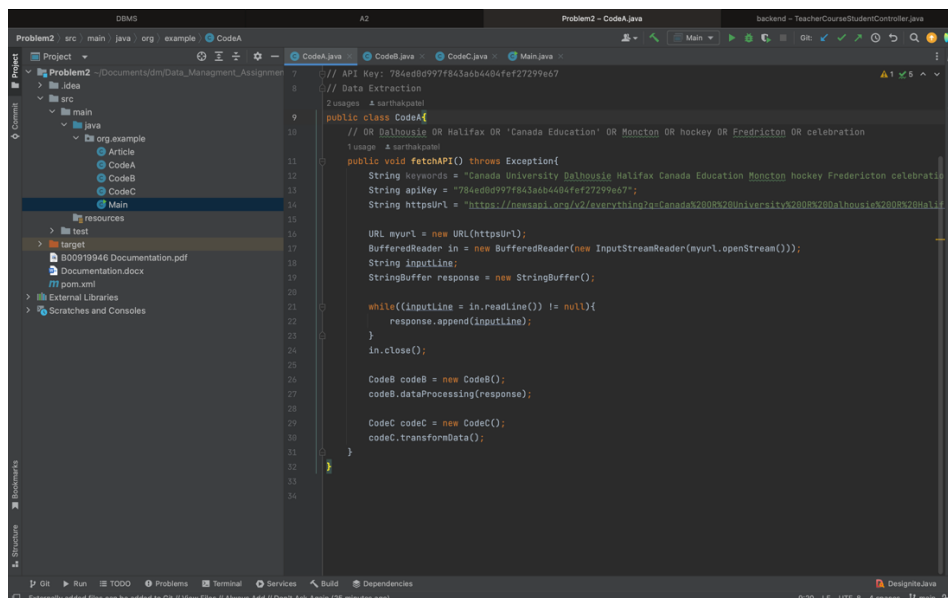 DBMS
A2
Problem2 – CodeA.java
backend – TeacherCourseStudentController.java
Problem2 › src › main › java › org › example › CodeA
Main
Git:
Project
Project
CodeA.java
CodeB.java
CodeC.java
Main.java
Problem2 ~/Documents/dm/Data_Managment_Assignmen
.idea
src
main
java
org.example
Article
CodeA
CodeB
CodeC
Main
resources
test
target
B00919946 Documentation.pdf
Documentation.docx
pom.xml
External Libraries
Scratches and Consoles
Commit
Bookmarks
Structure
1 5
7 // API Key: 784ed0d997f843a6b4404fef27299e67
8 // Data Extraction
2 usages sarthakpatel
9 public class CodeA{
10 // OR Dalhousie OR Halifax OR 'Canada Education' OR Moncton OR hockey OR Fredricton OR celebration
1 usage sarthakpatel
11 public void fetchAPI() throws Exception{
12 String keywords = "Canada University Dalhousie Halifax Canada Education Moncton hockey Fredericton celebratio
13 String apiKey = "784ed0d997f843a6b4404fef27299e67";
14 String httpsUrl = "https://newsapi.org/v2/everything?q=Canada%20OR%20University%20OR%20Dalhousie%20OR%20Halif
15
16 URL myurl = new URL(httpsUrl);
17 BufferedReader in = new BufferedReader(new InputStreamReader(myurl.openStream()));
18 String inputLine;
19 StringBuffer response = new StringBuffer();
20
21 while((inputLine = in.readLine()) != null){
22 response.append(inputLine);
23 }
24 in.close();
25
26 CodeB codeB = new CodeB();
27 codeB.dataProcessing(response);
28
29 CodeC codeC = new CodeC();
30 codeC.transformData();
31 }
32 }
33
34
Git
Run
TODO
Problems
Terminal
Services
Build
Dependencies
DesigniteJava